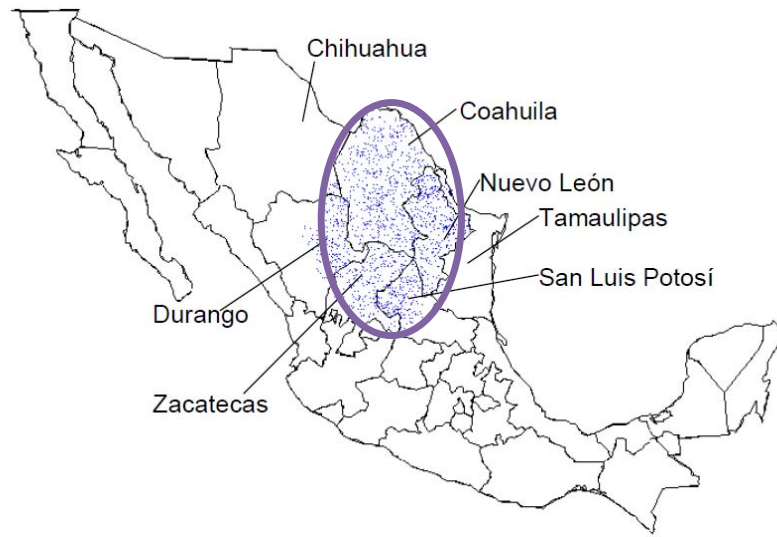 Chihuahua
Coahuila
Nuevo León
Tamaulipas
San Luis Potosí
Durango
Zacatecas